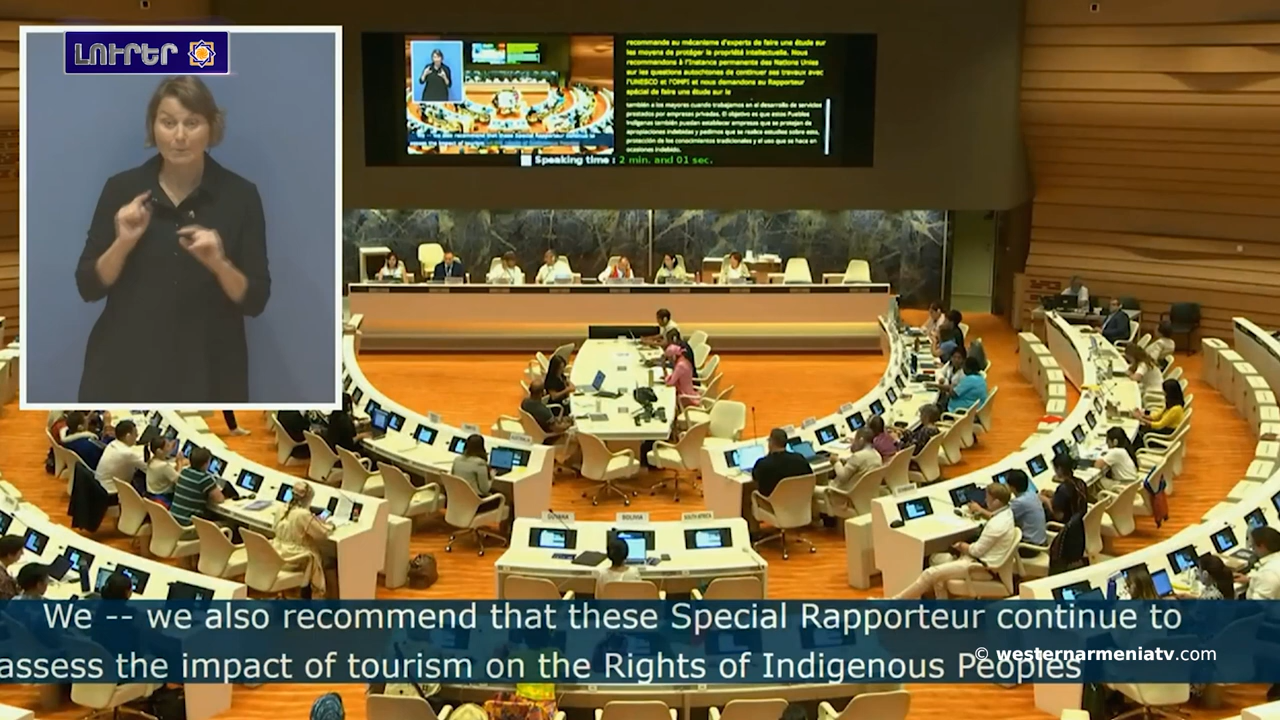 ԼՈՒՐԵՐ
recommande au mécanisme d'experts de faire une étude sur
les moyens de protéger la propriété intellectuelle. Nous
recommandons à l'Instance permanente des Nations Unies
sur les questions autochtones de continuer ses travaux avec
l'UNESCO et l'OMPI et nous demandons au Rapporteur
spécial de faire une étude sur le
también a los mayores cuando trabajamos en el desarrollo de servicios
prestados por empresas privadas. El objetivo es que estos Pueblos
Indígenas también puedan establecer empresas que se protejan de
apropiaciones indebidas y pedimos que se realice estudios sobre esto,
protección de los conocimientos tradicionales y el uso que se hace en
ocasiones indebido.
Speaking time : 2 min. and 01 sec.
GUYANA
BOLIVIA
SOUTH AFRICA
We -- we also recommend that these Special Rapporteur continue to
assess the impact of tourism on the Rights of Indigenous Peoples
© westernarmeniatv.com